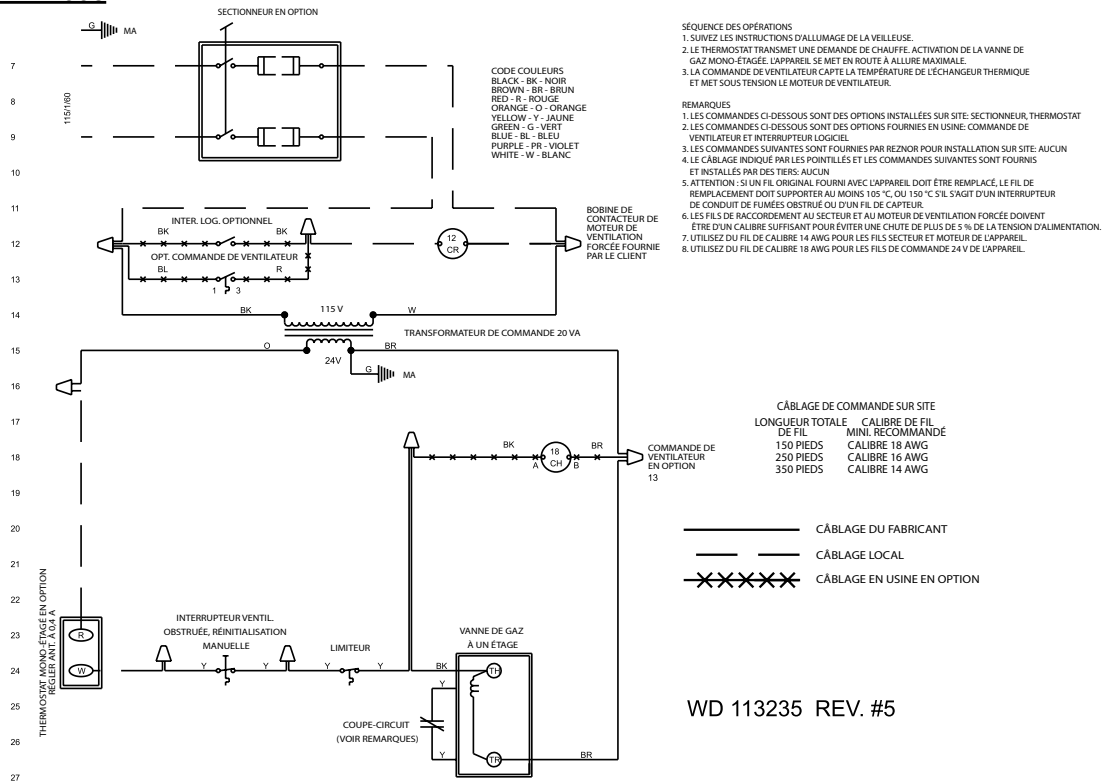 SECTIONNEUR EN OPTION
G
MA
7
8
9
10
11
12
13
14
15
16
17
18
19
20
21
22
23
24
25
26
27
115/1/60
CODE COULEURS
BLACK - BK - NOIR
BROWN - BR - BRUN
RED - R - ROUGE
ORANGE - O - ORANGE
YELLOW - Y - JAUNE
GREEN - G - VERT
BLUE - BL - BLEU
PURPLE - PR - VIOLET
WHITE - W - BLANC
SÉQUENCE DES OPÉRATIONS
1. SUIVEZ LES INSTRUCTIONS D'ALLUMAGE DE LA VEILLEUSE.
2. LE THERMOSTAT TRANSMET UNE DEMANDE DE CHAUFFE. ACTIVATION DE LA VANNE DE
GAZ MONO-ÉTAGÉE. L'APPAREIL SE MET EN ROUTE À ALLURE MAXIMALE.
3. LA COMMANDE DE VENTILATEUR CAPTE LA TEMPÉRATURE DE L'ÉCHANGEUR THERMIQUE
ET MET SOUS TENSION LE MOTEUR DE VENTILATEUR.
REMARQUES
1. LES COMMANDES CI-DESSOUS SONT DES OPTIONS INSTALLÉES SUR SITE: SECTIONNEUR, THERMOSTAT
2. LES COMMANDES CI-DESSOUS SONT DES OPTIONS FOURNIES EN USINE: COMMANDE DE
VENTILATEUR ET INTERRUPTEUR LOGICIEL
3. LES COMMANDES SUIVANTES SONT FOURNIES PAR REZNOR POUR INSTALLATION SUR SITE: AUCUN
4. LE CÂBLAGE INDIQUÉ PAR LES POINTILLÉS ET LES COMMANDES SUIVANTES SONT FOURNIS
ET INSTALLÉS PAR DES TIERS: AUCUN
5. ATTENTION : SI UN FIL ORIGINAL FOURNI AVEC L'APPAREIL DOIT ÊTRE REMPLACÉ, LE FIL DE
REMPLACEMENT DOIT SUPPORTER AU MOINS 105 °C, OU 150 °C S'IL S'AGIT D'UN INTERRUPTEUR
DE CONDUIT DE FUMÉES OBSTRUÉ OU D'UN FIL DE CAPTEUR.
6. LES FILS DE RACCORDEMENT AU SECTEUR ET AU MOTEUR DE VENTILATION FORCÉE DOIVENT
ÊTRE D'UN CALIBRE SUFFISANT POUR ÉVITER UNE CHUTE DE PLUS DE 5 % DE LA TENSION D'ALIMENTATION.
7. UTILISEZ DU FIL DE CALIBRE 14 AWG POUR LES FILS SECTEUR ET MOTEUR DE L'APPAREIL.
8. UTILISEZ DU FIL DE CALIBRE 18 AWG POUR LES FILS DE COMMANDE 24 V DE L'APPAREIL.
INTER. LOG. OPTIONNEL
BK
BK
OPT. COMMANDE DE VENTILATEUR
BL
R
1
3
12
CR
BOBINE DE
CONTACTEUR DE
MOTEUR DE
VENTILATION
FORCÉE FOURNIE
PAR LE CLIENT
BK
115 V
W
TRANSFORMATEUR DE COMMANDE 20 VA
O
24V
BR
G
MA
BK
A
18
CH
B
BR
COMMANDE DE
VENTILATEUR
EN OPTION
13
CÂBLAGE DE COMMANDE SUR SITE
LONGUEUR TOTALE CALIBRE DE FIL
DE FIL MINI. RECOMMANDÉ
150 PIEDS CALIBRE 18 AWG
250 PIEDS CALIBRE 16 AWG
350 PIEDS CALIBRE 14 AWG
CÂBLAGE DU FABRICANT
CÂBLAGE LOCAL
CÂBLAGE EN USINE EN OPTION
THERMOSTAT MONO-ÉTAGÉ EN OPTION
RÉGLER ANT. À 0,4 A
R
W
INTERRUPTEUR VENTIL.
OBSTRUÉE, RÉINITIALISATION
MANUELLE
Y
Y
LIMITEUR
Y
Y
VANNE DE GAZ
À UN ÉTAGE
BK
TH
Y
COUPE-CIRCUIT
(VOIR REMARQUES)
Y
TR
BR
WD 113235 REV. #5